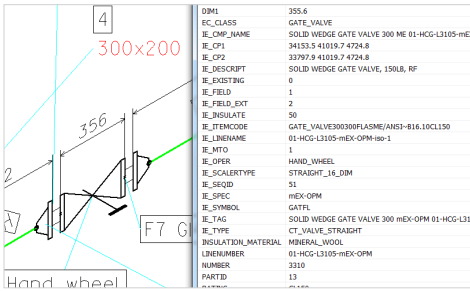 4
300x200
356
2
A
F7 G
Hand wheel
DIM1 355.6
EC_CLASS GATE_VALVE
IE_CMP_NAME SOLID WEDGE GATE VALVE 300 ME 01-HCG-L3105-mEX
IE_CP1 34153.5 41019.7 4724.8
IE_CP2 33797.9 41019.7 4724.8
IE_DESCRIPT SOLID WEDGE GATE VALVE, 150LB, RF
IE_EXISTING 0
IE_FIELD 1
IE_FIELD_EXT 2
IE_INSULATE 50
IE_ITEMCODE GATE_VALVE300300FLASME/ANSI-B16.10CL150
IE_LINENAME 01-HCG-L3105-mEX-OPM-iso-1
IE_MTO 1
IE_OPER HAND_WHEEL
IE_SCALERTYPE STRAIGHT_16_DIM
IE_SEQID 51
IE_SPEC mEX-OPM
IE_SYMBOL GATFL
IE_TAG SOLID WEDGE GATE VALVE 300 mEX-OPM 01-HCG-L31
IE_TYPE CT_VALVE_STRAIGHT
INSULATION_MATERIAL MINERAL_WOOL
LINENUMBER 01-HCG-L3105-mEX-OPM
NUMBER 3310
PARTID 13